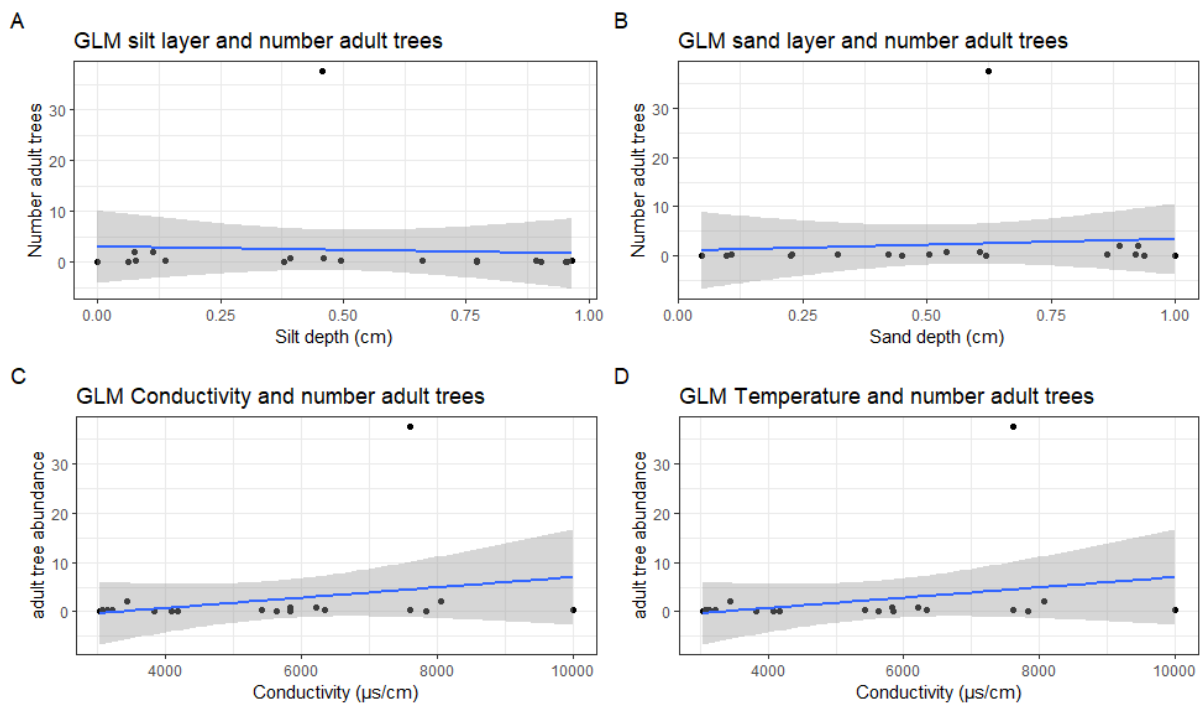 A
GLM silt layer and number adult trees
Number adult trees
30
20
10
0
0.00 0.25 0.50 0.75 1.00
Silt depth (cm)
B
GLM sand layer and number adult trees
Number adult trees
30
20
10
0
0.00 0.25 0.50 0.75 1.00
Sand depth (cm)
C
GLM Conductivity and number adult trees
adult tree abundance
30
20
10
0
4000 6000 8000 10000
Conductivity (µs/cm)
D
GLM Temperature and number adult trees
adult tree abundance
30
20
10
0
4000 6000 8000 10000
Conductivity (µs/cm)